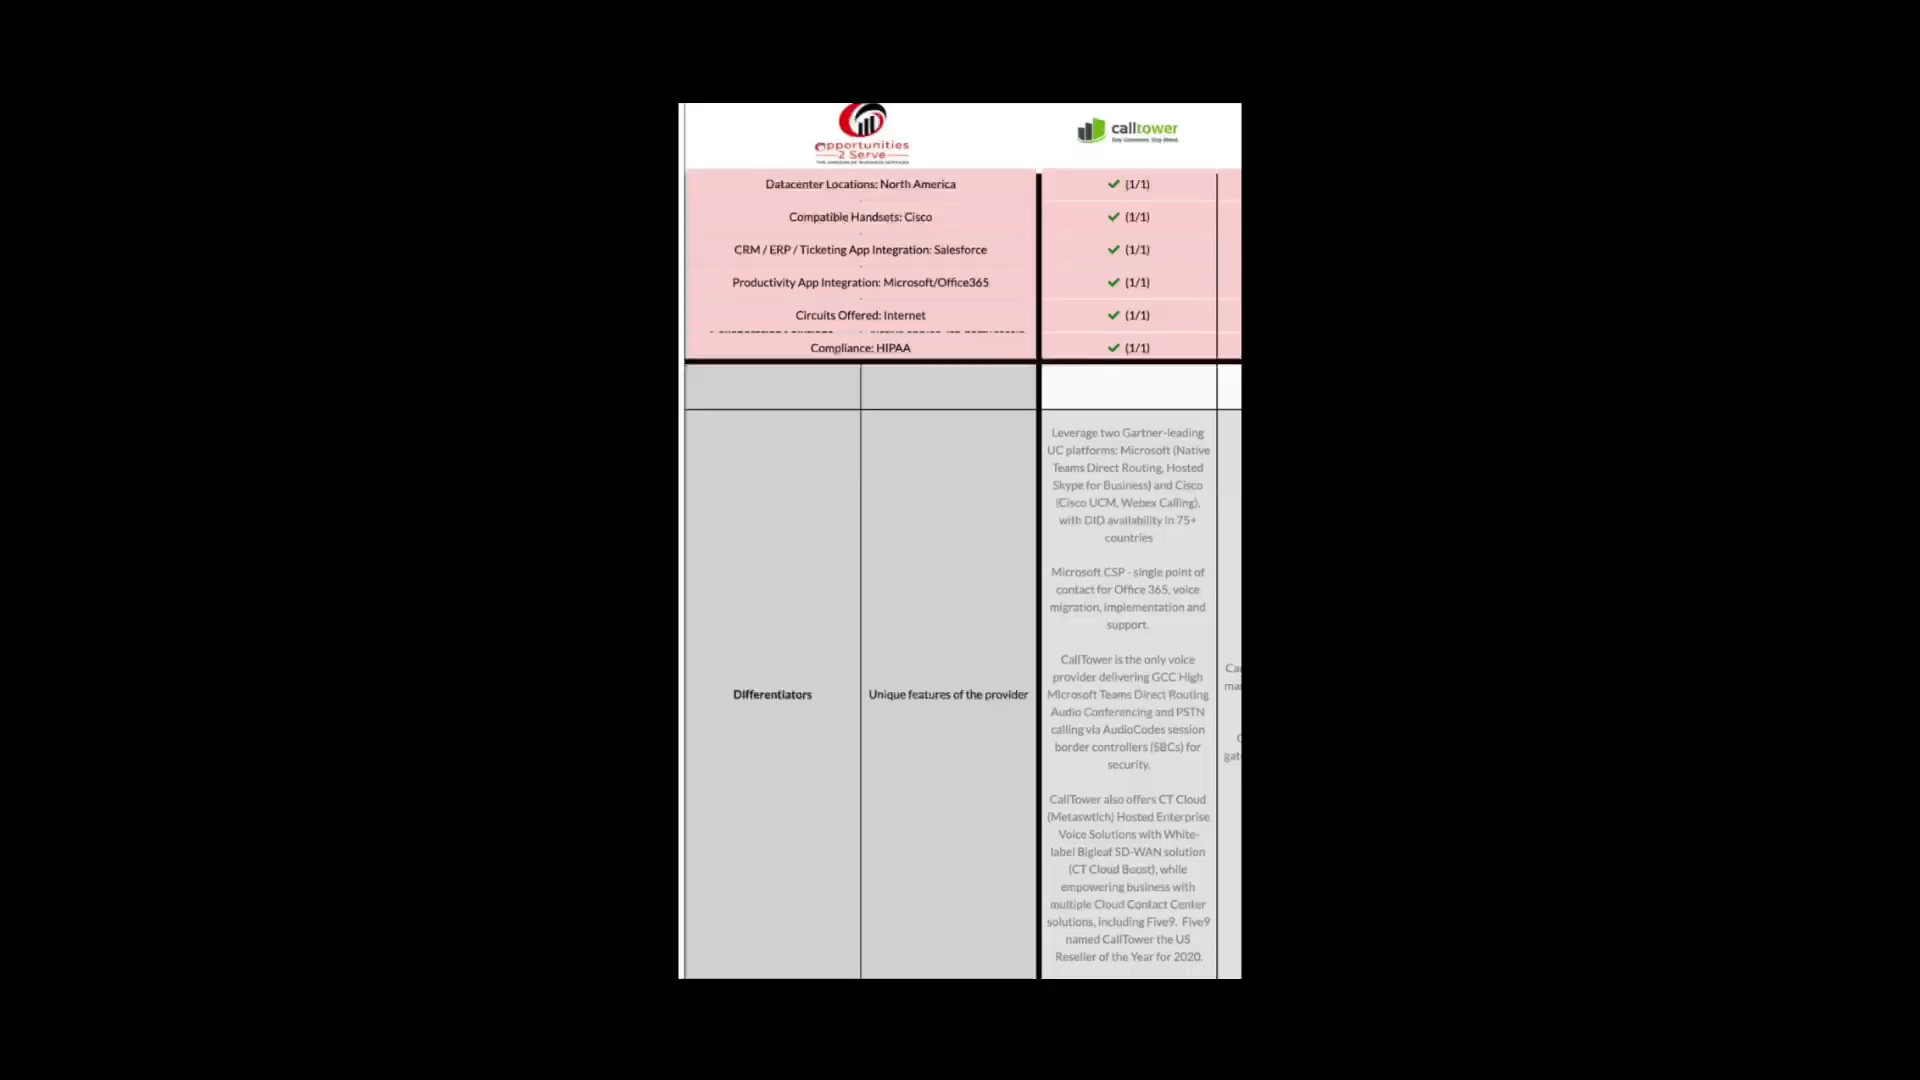 Opportunities
2 Serve
calltower
Stay Connected. Stay Ahead.
Datacenter Locations: North America
(1/1)
Compatible Handsets: Cisco
(1/1)
CRM / ERP / Ticketing App Integration: Salesforce
(1/1)
Productivity App Integration: Microsoft/Office365
(1/1)
Circuits Offered: Internet
(1/1)
Compliance: HIPAA
(1/1)
Differentiators
Unique features of the provider
Leverage two Gartner-leading
UC platforms: Microsoft (Native
Teams Direct Routing, Hosted
Skype for Business) and Cisco
(Cisco UCM, Webex Calling),
with DID availability in 75+
countries
Microsoft CSP - single point of
contact for Office 365, voice
migration, implementation and
support.
CallTower is the only voice
provider delivering GCC High
Microsoft Teams Direct Routing
Audio Conferencing and PSTN
calling via AudioCodes session
border controllers (SBCs) for
security.
CallTower also offers CT Cloud
(Metaswtich) Hosted Enterprise
Voice Solutions with White-
label Bigleaf SD-WAN solution
(CT Cloud Boost), while
empowering business with
multiple Cloud Contact Center
solutions, including Five9. Five9
named CallTower the US
Reseller of the Year for 2020.